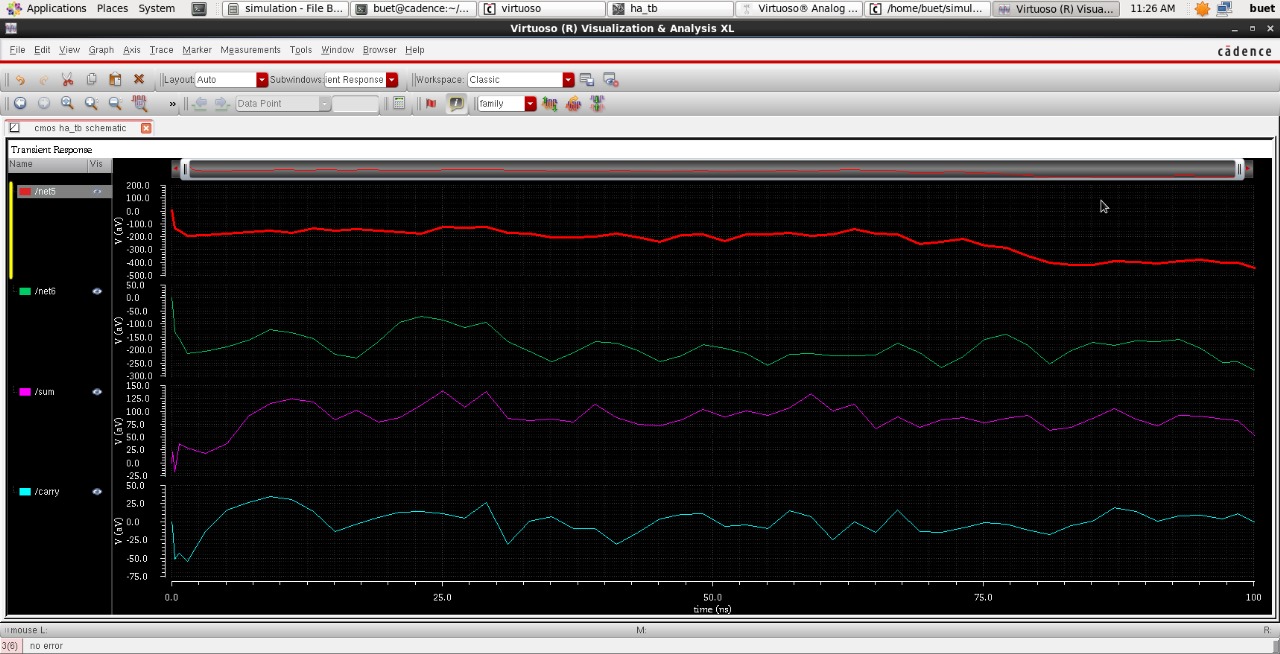 Applications Places System simulation - File B... buet@cadence:~/... virtuoso ha_tb Virtuoso® Analog ... /home/buet/simul... Virtuoso (R) Visua... 11:26 AM buet
Virtuoso (R) Visualization & Analysis XL
File Edit View Graph Axis Trace Marker Measurements Tools Window Browser Help
cādence
Layout: Auto Subwindows: ient Response Workspace: Classic
» Data Point family
cmos ha_tb schematic
Transient Response
Name Vis
/net5
200.0
100.0
0.0
-100.0
-200.0
-300.0
-400.0
-500.0
V (aV)
/net6
50.0
0.0
-50.0
-100.0
-150.0
-200.0
-250.0
-300.0
V (aV)
/sum
150.0
125.0
100.0
75.0
50.0
25.0
0.0
-25.0
V (aV)
/carry
50.0
25.0
0.0
-25.0
-50.0
-75.0
V (aV)
0.0 25.0 50.0 75.0 100
time (ns)
mouse L: M: R:
3(6) no error